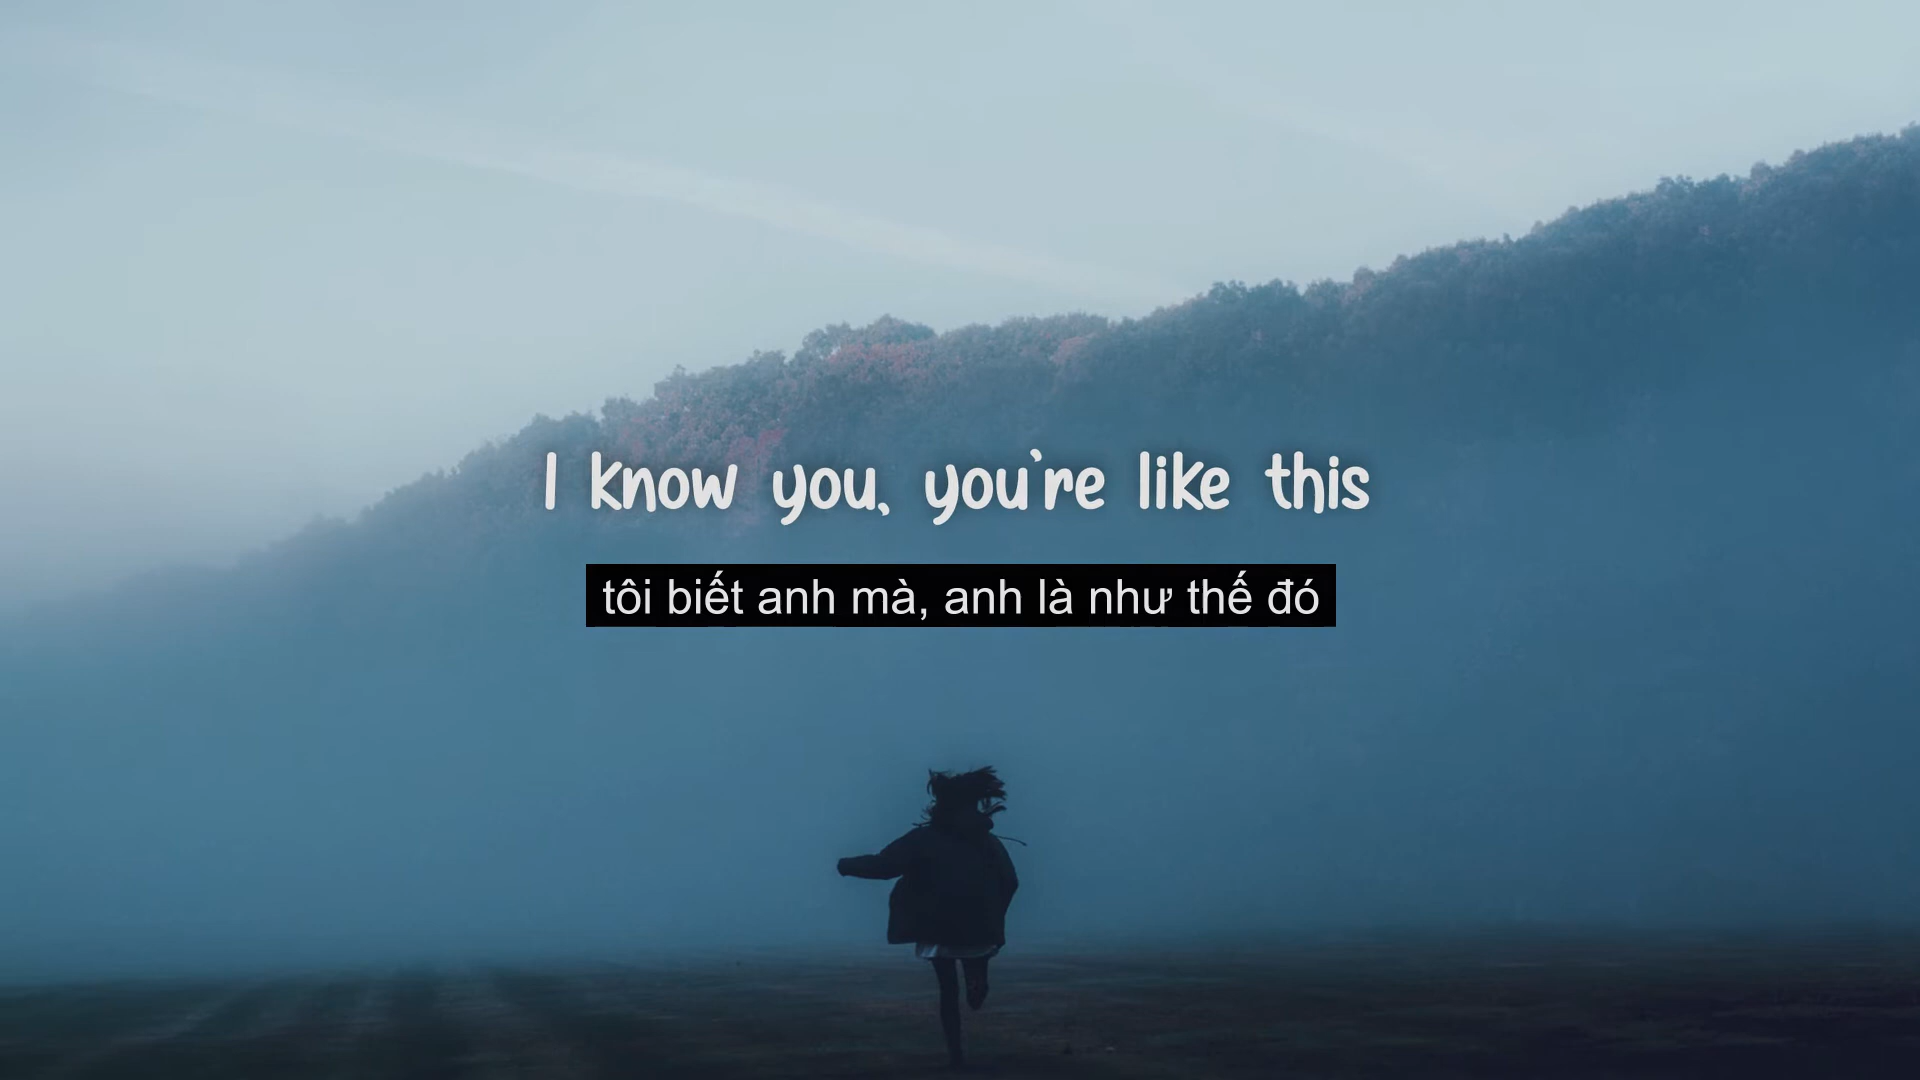 I know you, you're like this
tôi biết anh mà, anh là như thế đó